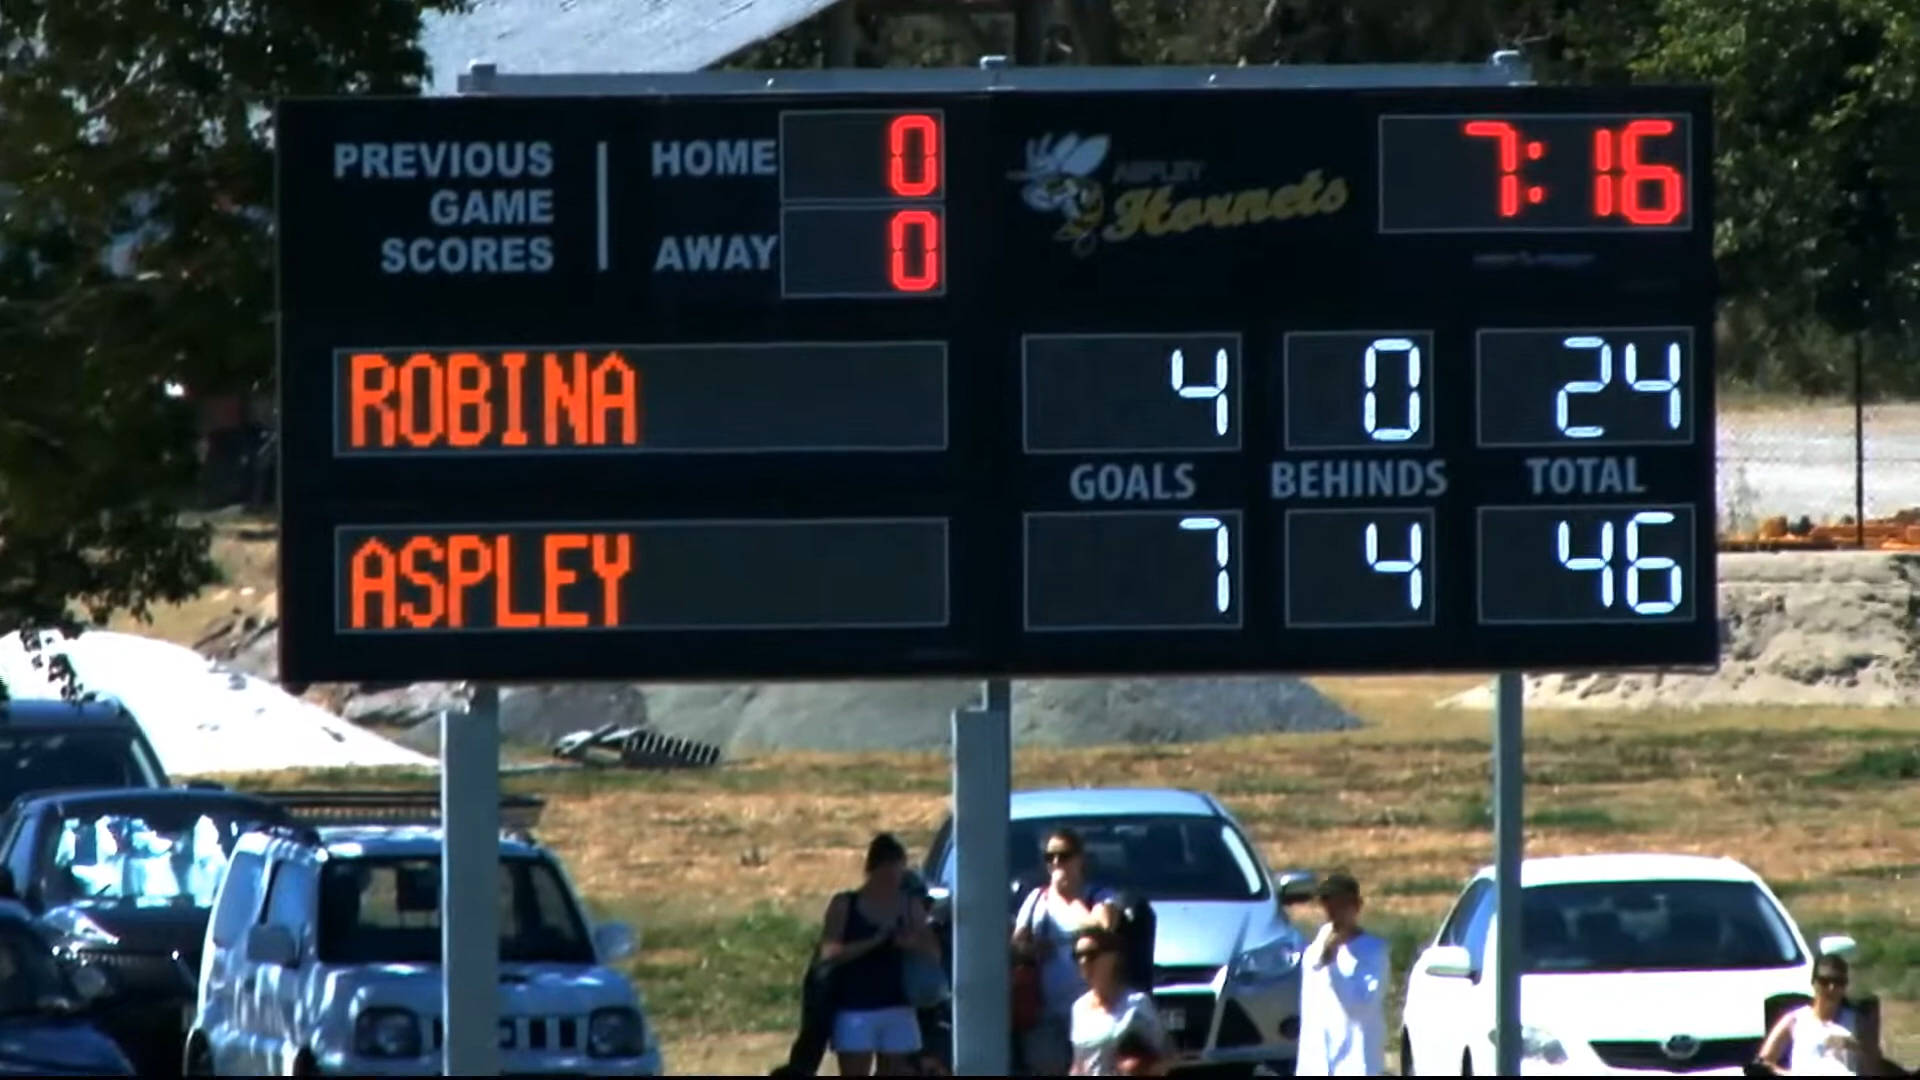 PREVIOUS GAME SCORES
HOME 0
AWAY 0
ASPLEY
Hornets
7:16
ROBINA 4 0 24
GOALS BEHINDS TOTAL
ASPLEY 7 4 46